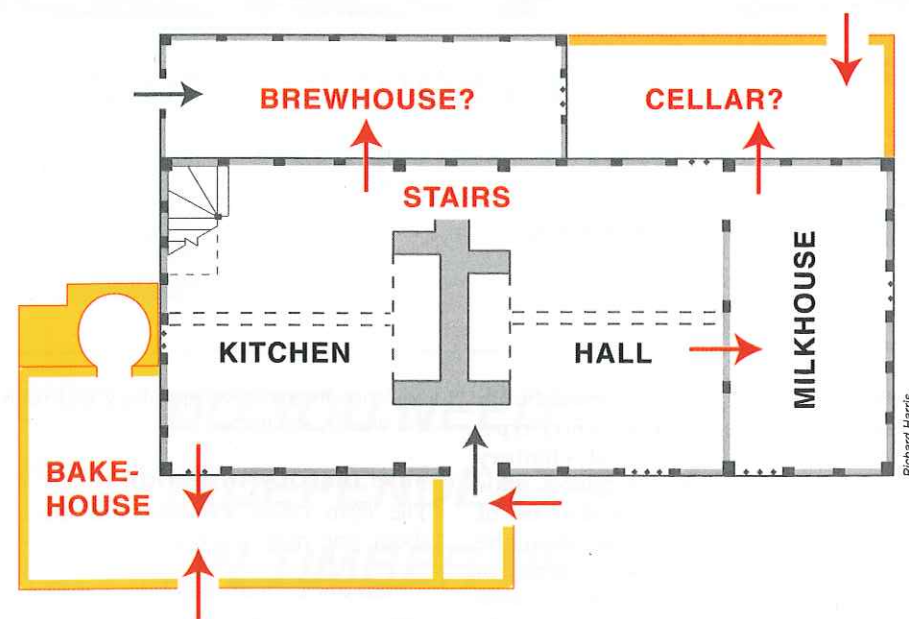 BREWHOUSE?
CELLAR?
STAIRS
KITCHEN
HALL
MILKHOUSE
BAKE-
HOUSE
Richard Harris